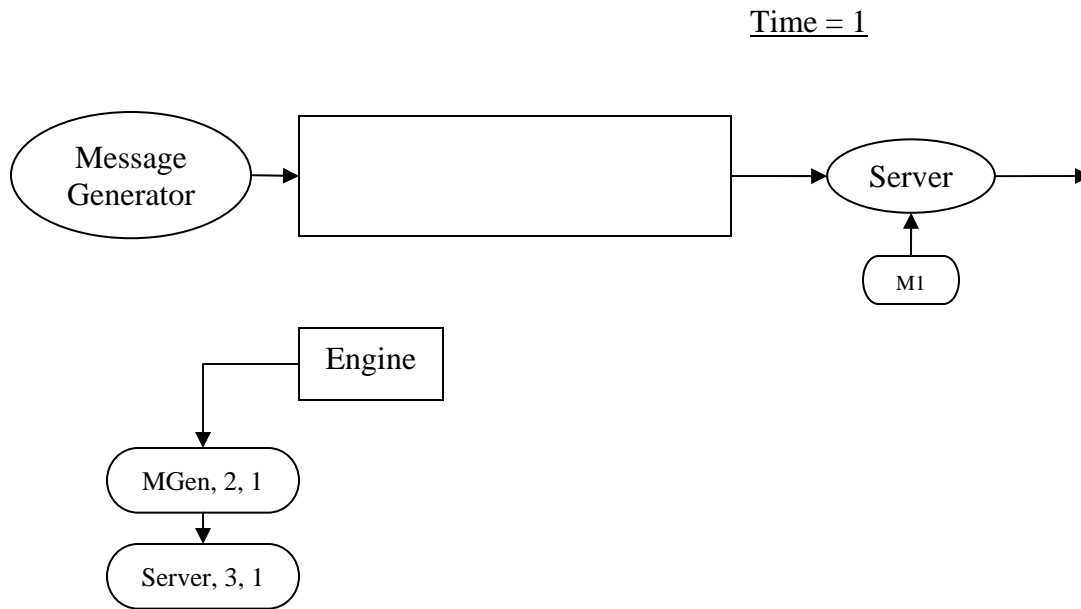 Time = 1
Message
Generator
Server
M1
Engine
MGen, 2, 1
Server, 3, 1